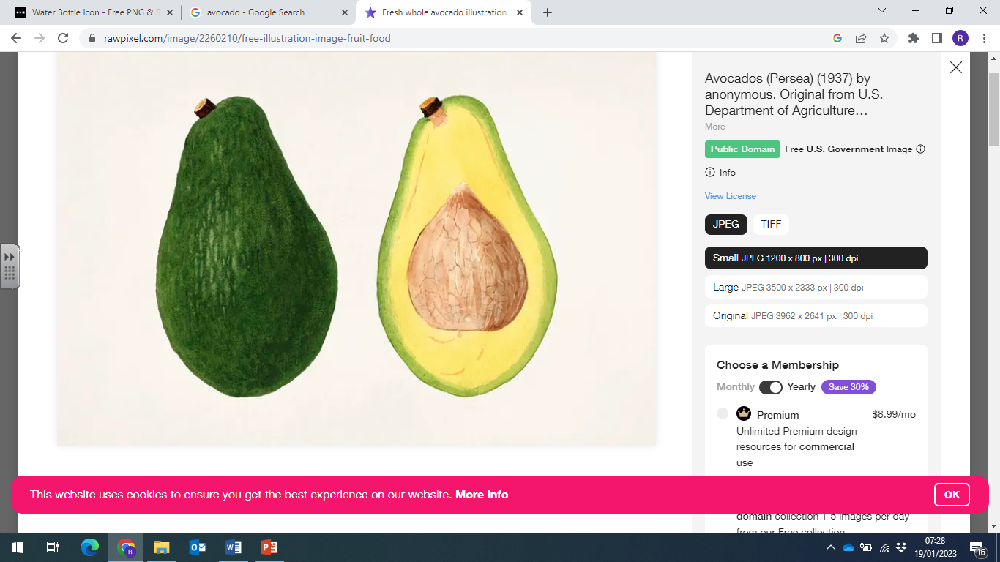 Water Bottle Icon - Free PNG & S
avocado - Google Search
Fresh whole avocado illustration.
rawpixel.com/image/2260210/free-illustration-image-fruit-food
R
Avocados (Persea) (1937) by
anonymous. Original from U.S.
Department of Agriculture…
More
Public Domain Free U.S. Government Image
Info
View License
JPEG TIFF
Small JPEG 1200 x 800 px | 300 dpi
Large JPEG 3500 x 2333 px | 300 dpi
Original JPEG 3962 x 2641 px | 300 dpi
Choose a Membership
Monthly Yearly Save 30%
Premium $8.99/mo
Unlimited Premium design
resources for commercial
use
This website uses cookies to ensure you get the best experience on our website. More info OK
domain collection + 5 images per day
from our Free collection
07:28
19/01/2023
16